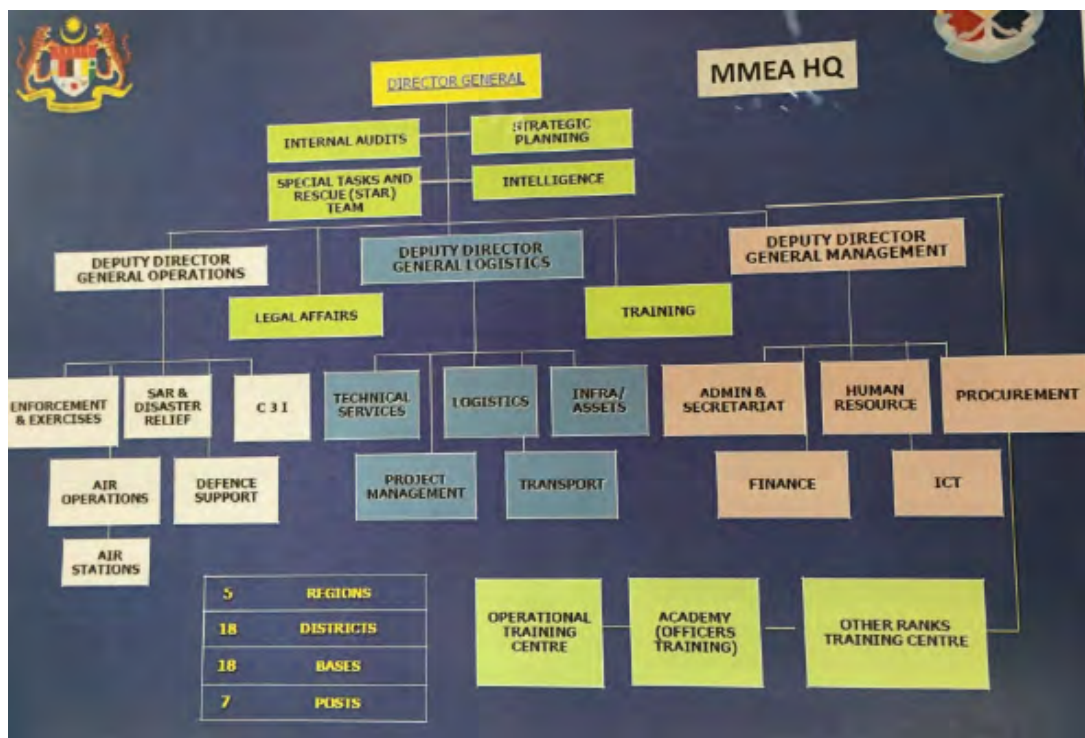 DIRECTOR GENERAL
MMEA HQ
INTERNAL AUDITS
STRATEGIC
PLANNING
SPECIAL TASKS AND
RESCUE (STAR)
TEAM
INTELLIGENCE
DEPUTY DIRECTOR
GENERAL OPERATIONS
DEPUTY DIRECTOR
GENERAL LOGISTICS
DEPUTY DIRECTOR
GENERAL MANAGEMENT
LEGAL AFFAIRS
TRAINING
ENFORCEMENT
& EXERCISES
SAR &
DISASTER
RELIEF
C 3 I
TECHNICAL
SERVICES
LOGISTICS
INFRA/
ASSETS
ADMIN &
SECRETARIAT
HUMAN
RESOURCE
PROCUREMENT
AIR
OPERATIONS
DEFENCE
SUPPORT
PROJECT
MANAGEMENT
TRANSPORT
FINANCE
ICT
AIR
STATIONS
5 REGIONS
18 DISTRICTS
18 BASES
7 POSTS
OPERATIONAL
TRAINING
CENTRE
ACADEMY
(OFFICERS
TRAINING)
OTHER RANKS
TRAINING CENTRE